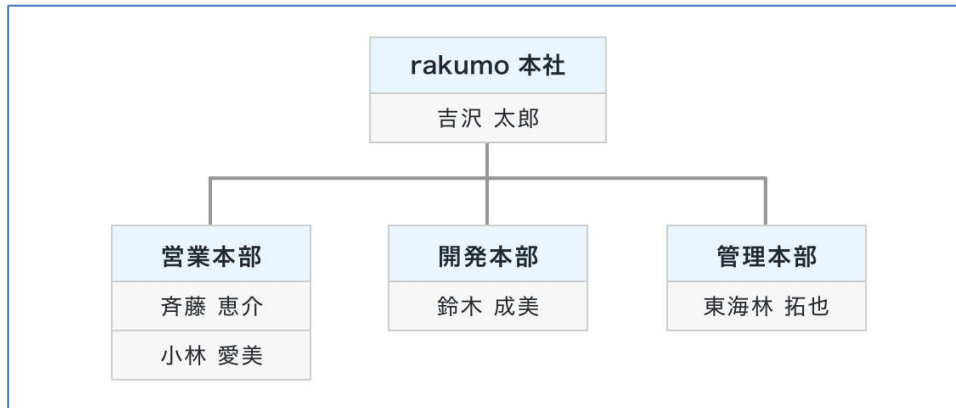 rakumo 本社
吉沢 太郎
営業本部
斉藤 恵介
小林 愛美
開発本部
鈴木 成美
管理本部
東海林 拓也